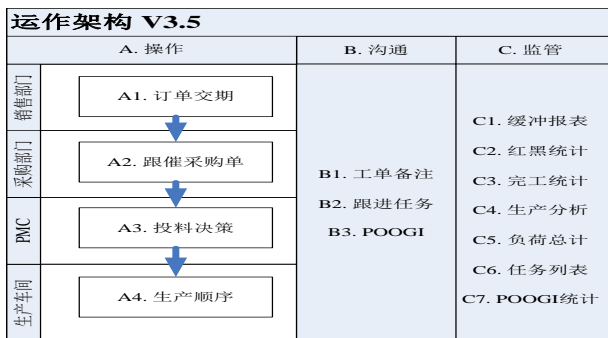 运作架构 V3.5
A. 操作
B. 沟通
C. 监管
销售部门
A1. 订单交期
采购部门
A2. 跟催采购单
PMC
A3. 投料决策
生产车间
A4. 生产顺序
B1. 工单备注
B2. 跟进任务
B3. POOGI
C1. 缓冲报表
C2. 红黑统计
C3. 完工统计
C4. 生产分析
C5. 负荷总计
C6. 任务列表
C7. POOGI统计